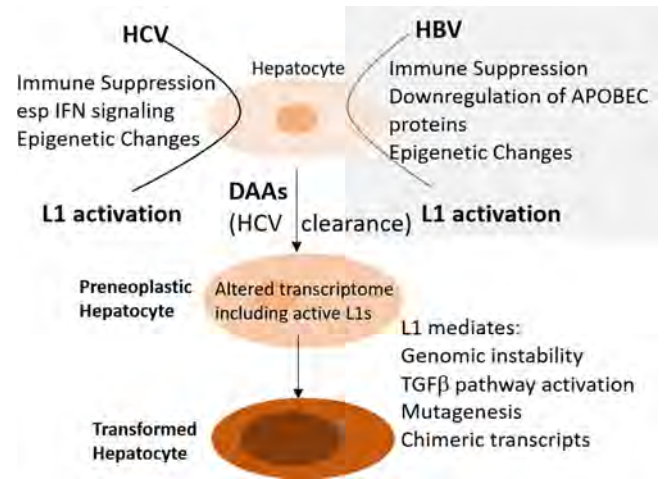 HCV
Immune Suppression
esp IFN signaling
Epigenetic Changes
L1 activation
Hepatocyte
HBV
Immune Suppression
Downregulation of APOBEC
proteins
Epigenetic Changes
L1 activation
DAAs
(HCV clearance)
Preneoplastic
Hepatocyte
Altered transcriptome
including active L1s
L1 mediates:
Genomic instability
TGFβ pathway activation
Mutagenesis
Chimeric transcripts
Transformed
Hepatocyte